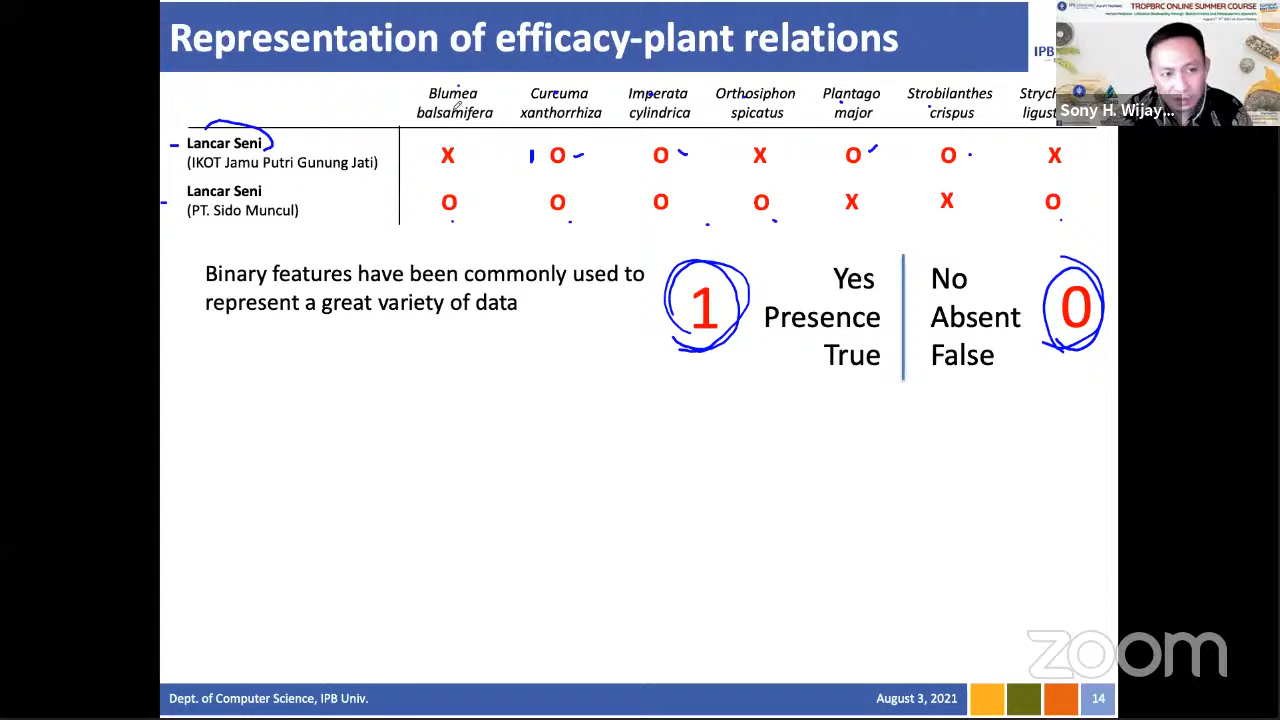 Representation of efficacy-plant relations
IPB
TROPBRC ONLINE SUMMER COURSE
Sony H. Wijay...
Blumea balsamifera
Curcuma xanthorrhiza
Imperata cylindrica
Orthosiphon spicatus
Plantago major
Strobilanthes crispus
Lancar Seni
(IKOT Jamu Putri Gunung Jati)
X O O X O O X
Lancar Seni
(PT. Sido Muncul)
O O O O X X O
Binary features have been commonly used to
represent a great variety of data
1
Yes
Presence
True
No
Absent
False
0
zoom
Dept. of Computer Science, IPB Univ.
August 3, 2021
14